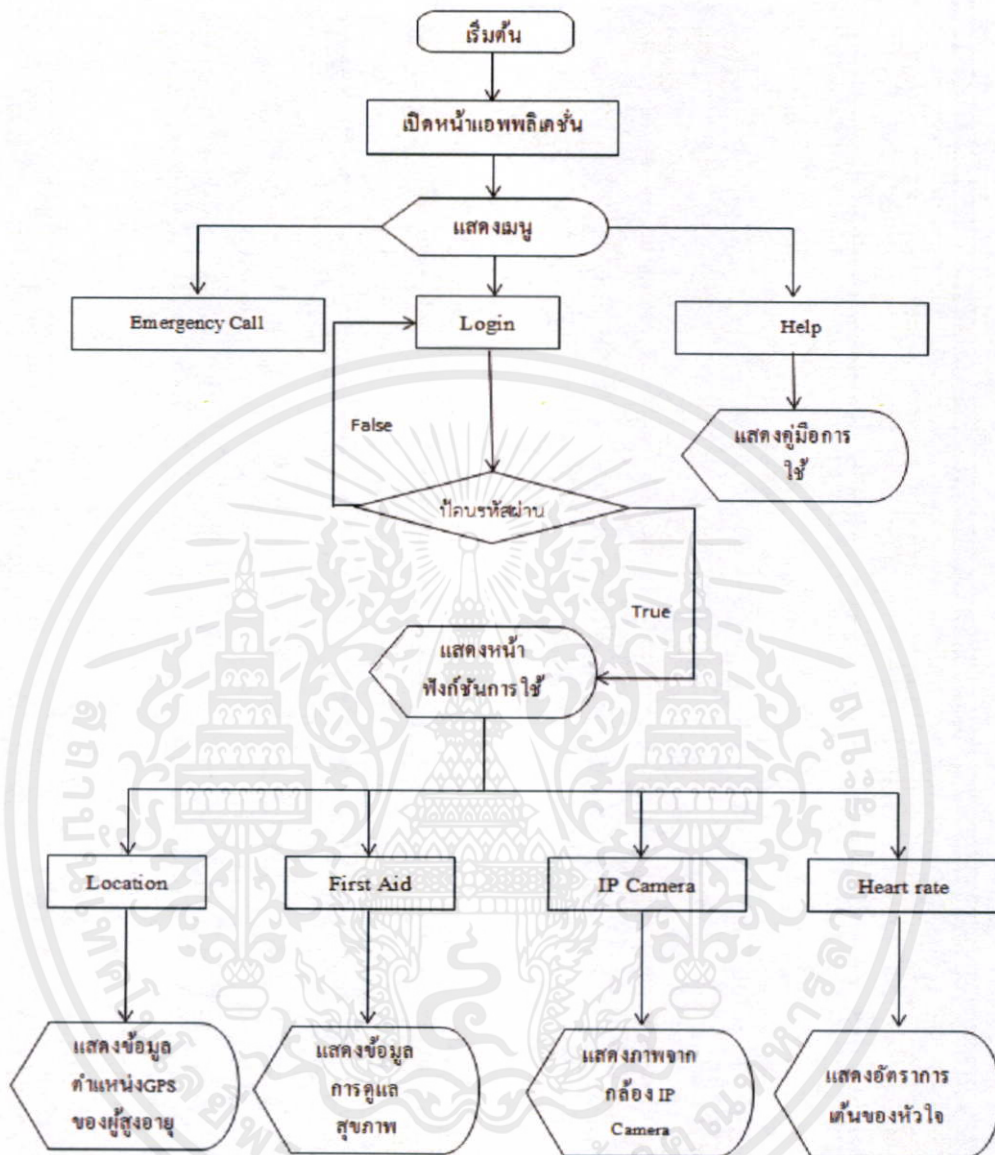 เริ่มต้น
เปิดหน้าแอพพลิเคชั่น
แสดงเมนู
Emergency Call
Login
Help
False
แสดงคู่มือการ
ใช้
ป้อนรหัสผ่าน
True
แสดงหน้า
ฟังก์ชันการใช้
Location
First Aid
IP Camera
Heart rate
แสดงข้อมูล
ตำแหน่งGPS
ของผู้สูงอายุ
แสดงข้อมูล
การดูแล
สุขภาพ
แสดงภาพจาก
กล้อง IP
Camera
แสดงอัตราการ
เต้นของหัวใจ